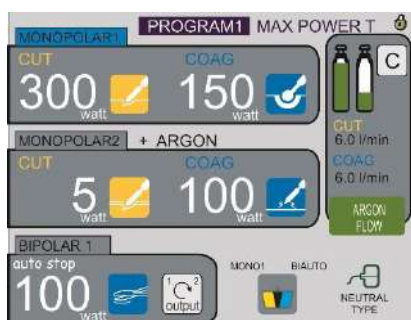 PROGRAM1 MAX POWER T
MONOPOLAR1
CUT
300
watt
COAG
150
watt
C
CUT
6.0 l/min
COAG
6.0 l/min
ARGON
FLOW
MONOPOLAR2 + ARGON
CUT
5
watt
COAG
100
watt
BIPOLAR 1
auto stop
100
watt
1 2
output
MONO1 BIAUTO
NEUTRAL
TYPE